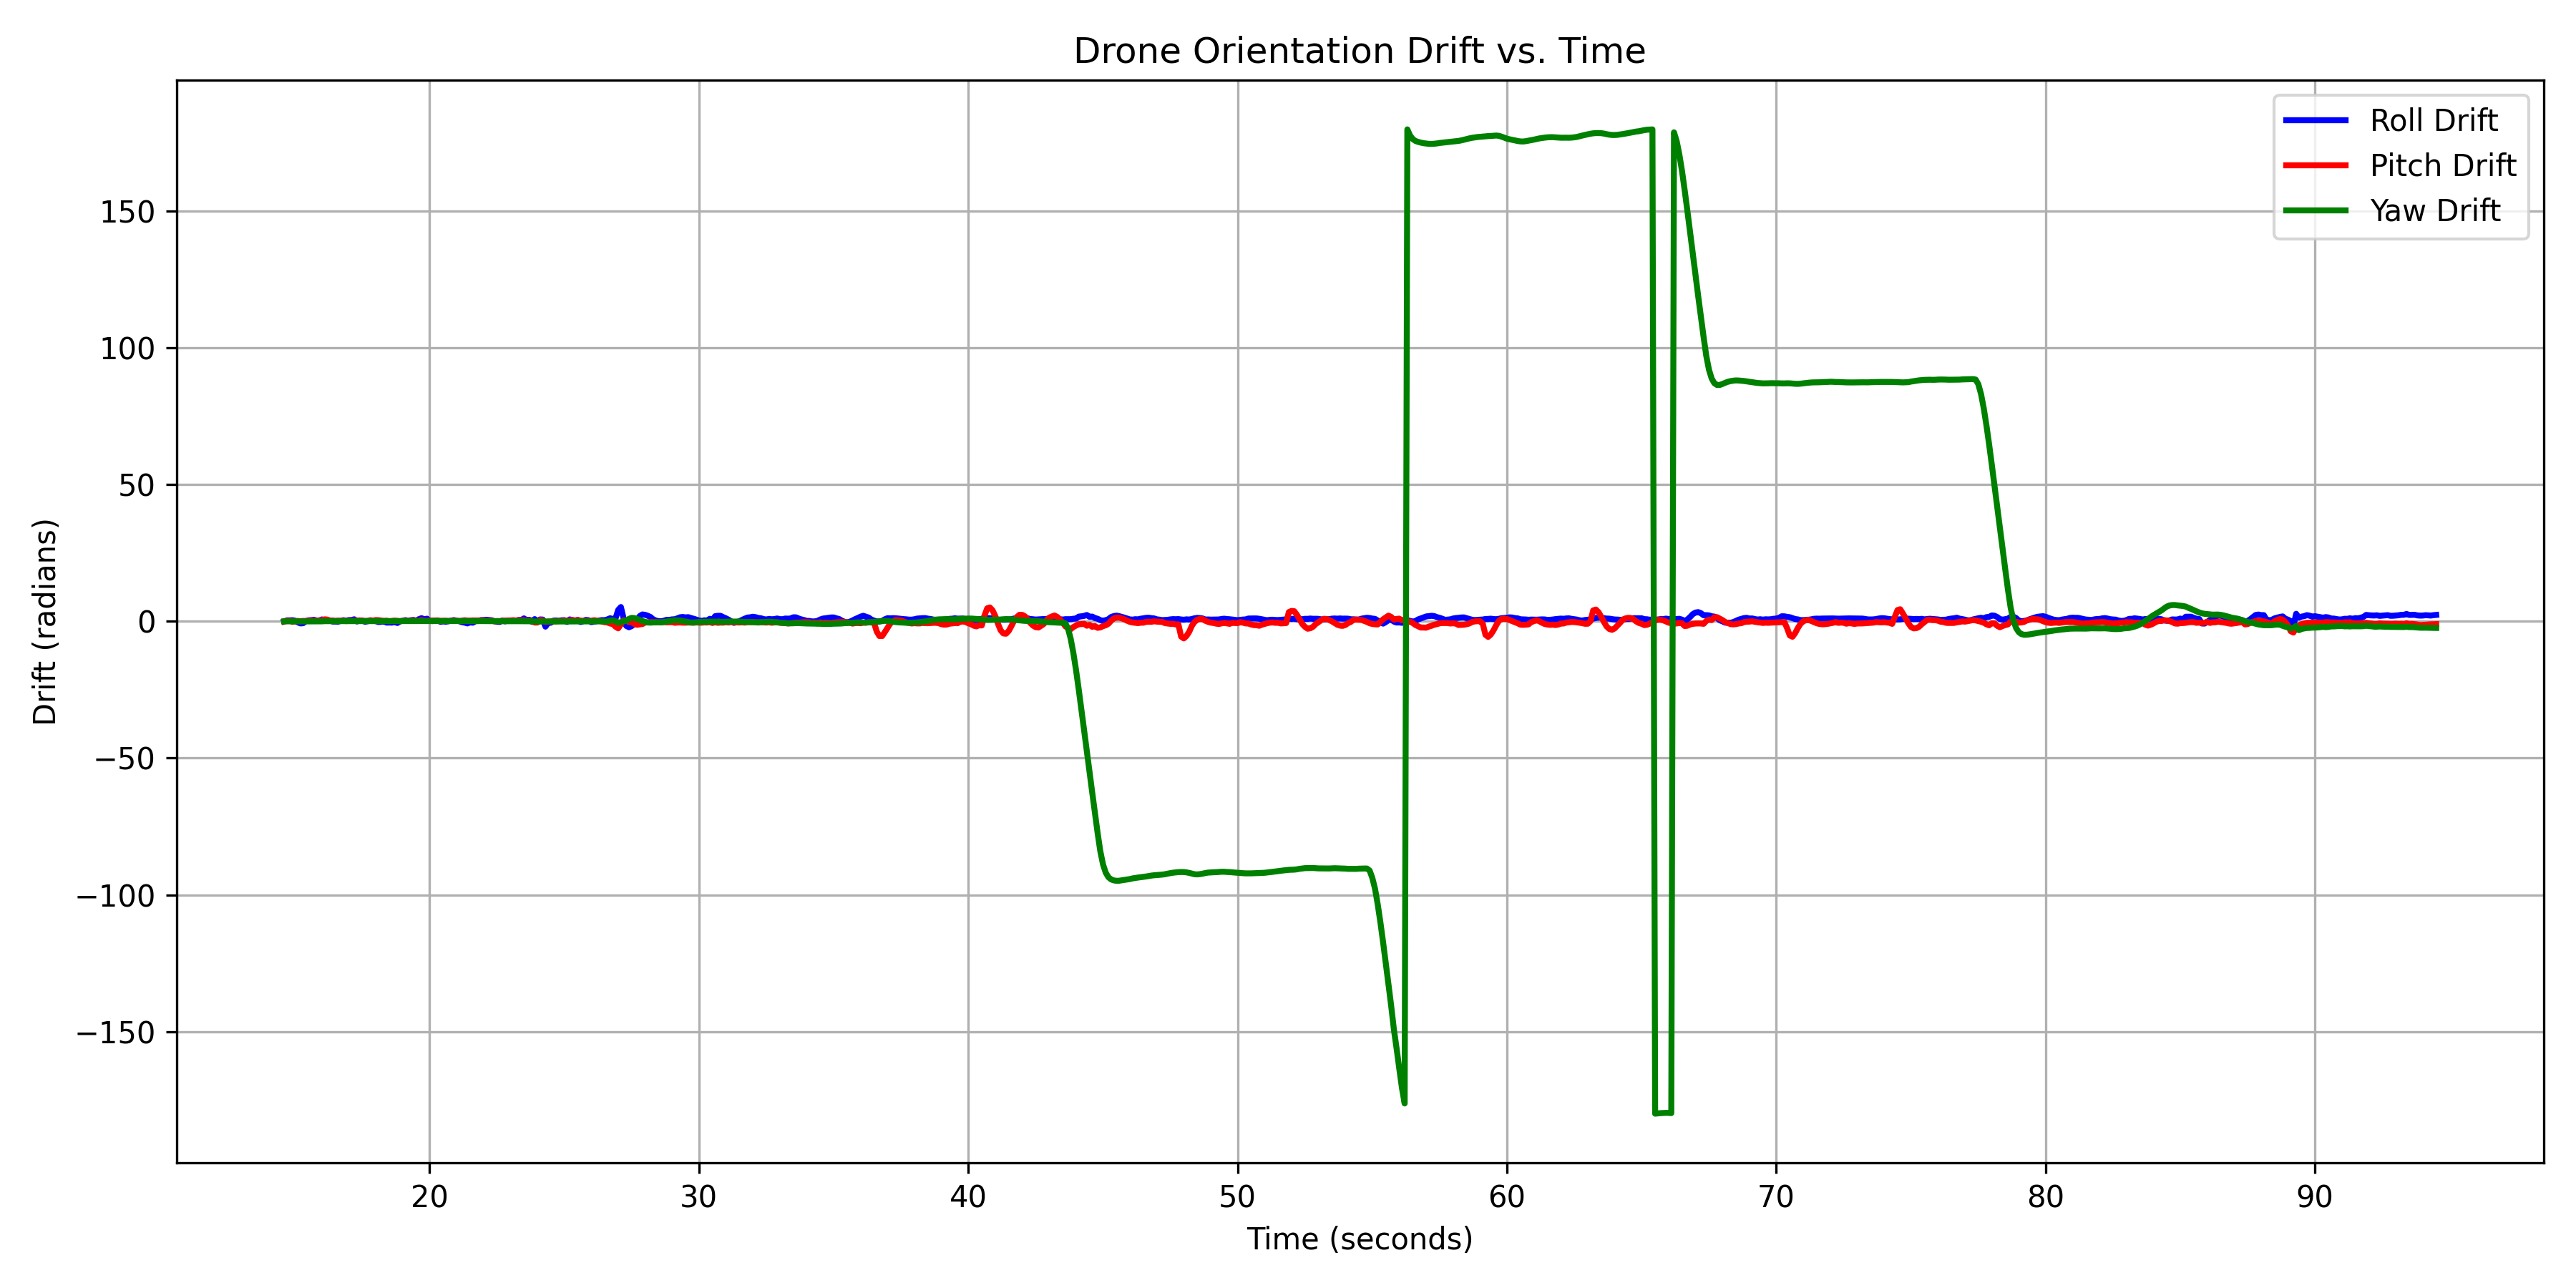 Drone Orientation Drift vs. Time
Roll Drift
Pitch Drift
Yaw Drift
Drift (radians)
150
100
50
0
−50
−100
−150
20 30 40 50 60 70 80 90
Time (seconds)